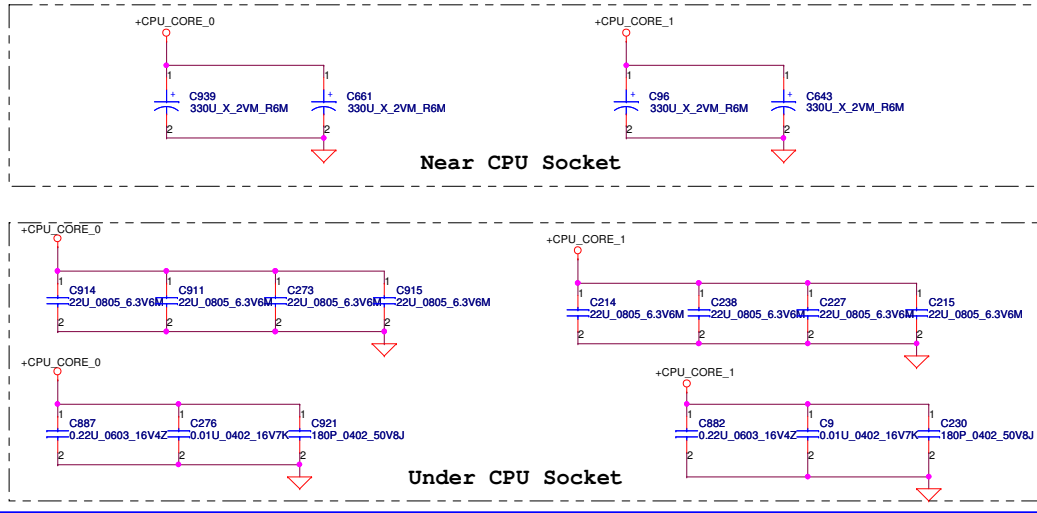 +CPU_CORE_0
+CPU_CORE_1
1 1 1 1
+ C939 + C661 + C96 + C643
330U_X_2VM_R6M 330U_X_2VM_R6M 330U_X_2VM_R6M 330U_X_2VM_R6M
2 2 2 2
Near CPU Socket
+CPU_CORE_0
+CPU_CORE_1
1 1 1 1
C914 C911 C273 C915
22U_0805_6.3V6M 22U_0805_6.3V6M 22U_0805_6.3V6M 22U_0805_6.3V6M
2 2 2 2
1 1 1 1
C214 C238 C227 C215
22U_0805_6.3V6M 22U_0805_6.3V6M 22U_0805_6.3V6M 22U_0805_6.3V6M
2 2 2 2
+CPU_CORE_0
+CPU_CORE_1
1 1 1
C887 C276 C921
0.22U_0603_16V4Z 0.01U_0402_16V7K 180P_0402_50V8J
2 2 2
1 1 1
C882 C9 C230
0.22U_0603_16V4Z 0.01U_0402_16V7K 180P_0402_50V8J
2 2 2
Under CPU Socket